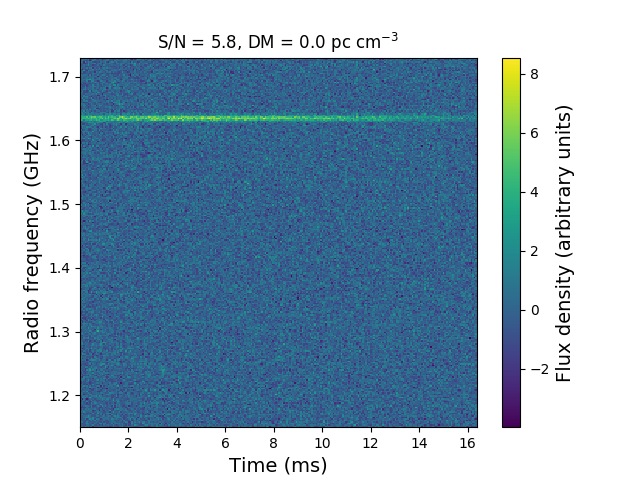 S/N = 5.8, DM = 0.0 pc cm⁻³
Radio frequency (GHz)
1.7
1.6
1.5
1.4
1.3
1.2
0 2 4 6 8 10 12 14 16
Time (ms)
8
6
4
2
0
−2
Flux density (arbitrary units)